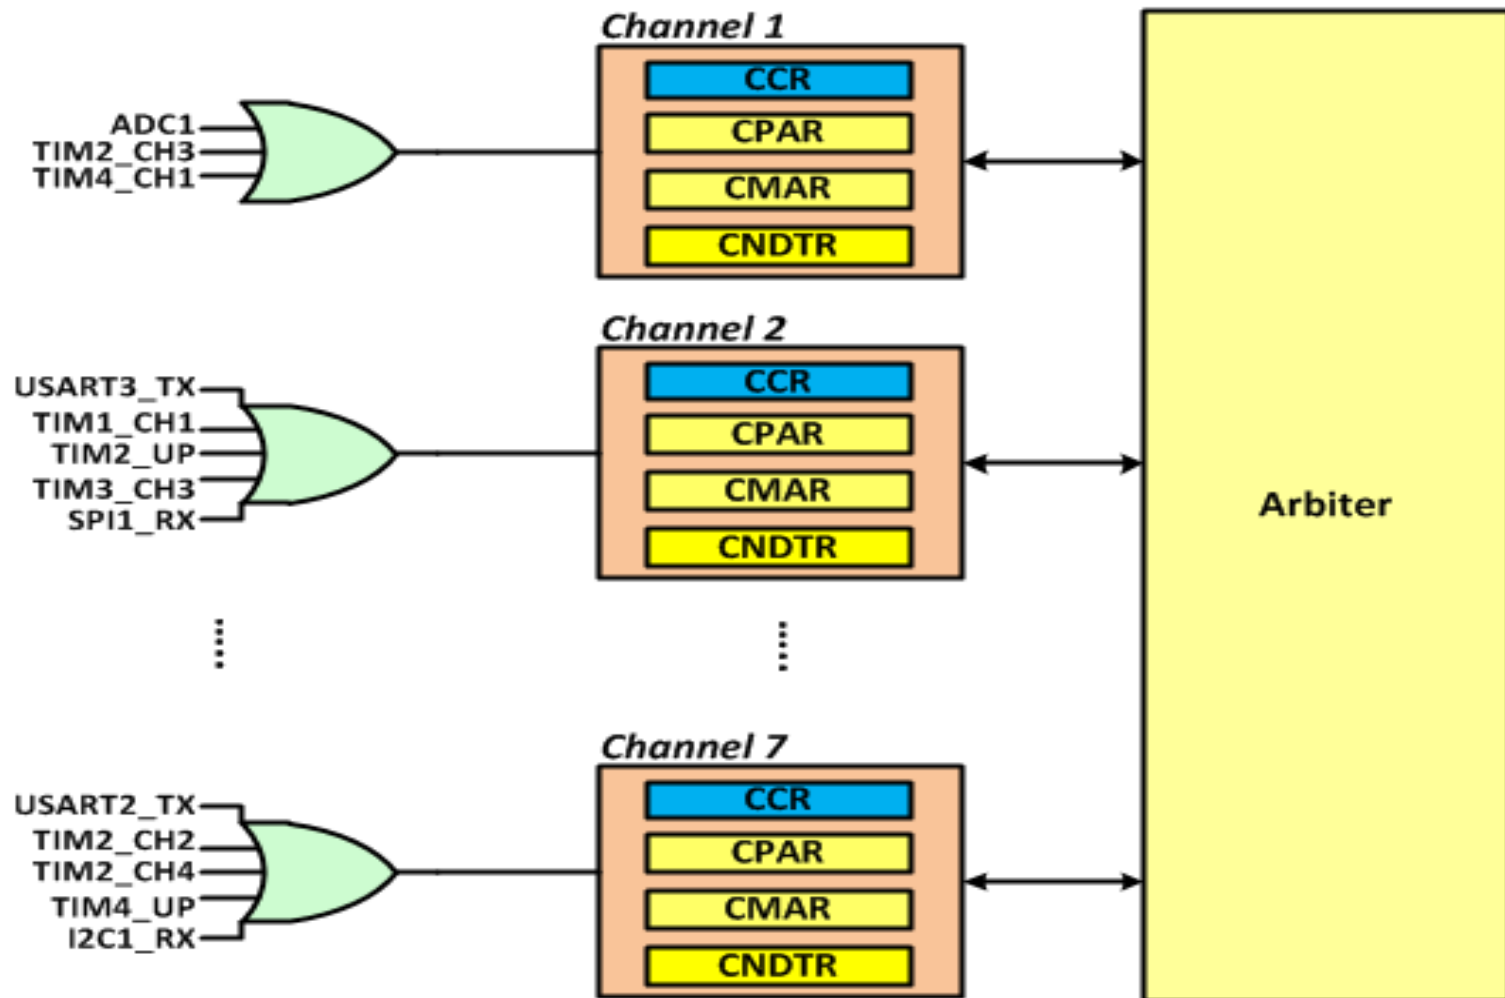 Channel 1
ADC1
TIM2_CH3
TIM4_CH1
CCR
CPAR
CMAR
CNDTR
Channel 2
USART3_TX
TIM1_CH1
TIM2_UP
TIM3_CH3
SPI1_RX
CCR
CPAR
CMAR
CNDTR
Arbiter
Channel 7
USART2_TX
TIM2_CH2
TIM2_CH4
TIM4_UP
I2C1_RX
CCR
CPAR
CMAR
CNDTR